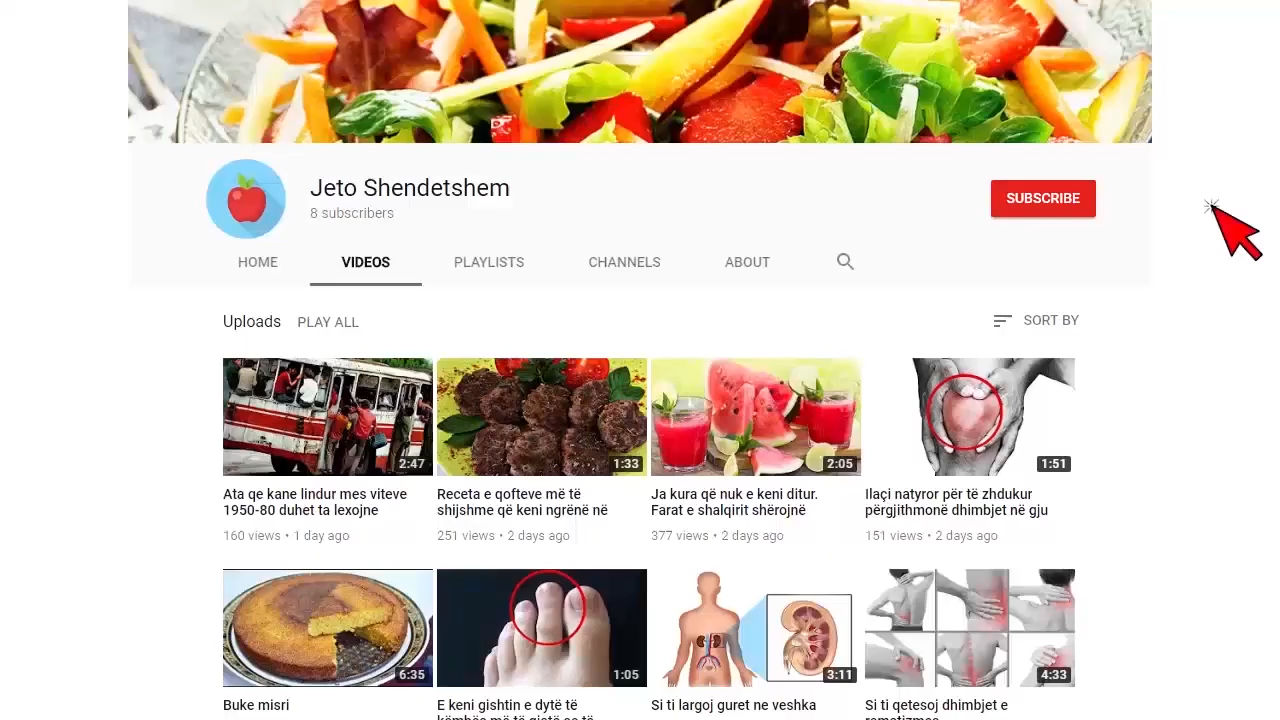 Jeto Shendetshem
8 subscribers
SUBSCRIBE
HOME VIDEOS PLAYLISTS CHANNELS ABOUT
Uploads PLAY ALL SORT BY
2:47 1:33 2:05 1:51
Ata qe kane lindur mes viteve
1950-80 duhet ta lexojne
160 views • 1 day ago
Receta e qofteve më të
shijshme që keni ngrënë në
251 views • 2 days ago
Ja kura që nuk e keni ditur.
Farat e shalqirit shërojnë
377 views • 2 days ago
Ilaçi natyror për të zhdukur
përgjithmonë dhimbjet në gju
151 views • 2 days ago
6:35 1:05 3:11 4:33
Buke misri
E keni gishtin e dytë të
Si ti largoj guret ne veshka
Si ti qetesoj dhimbjet e